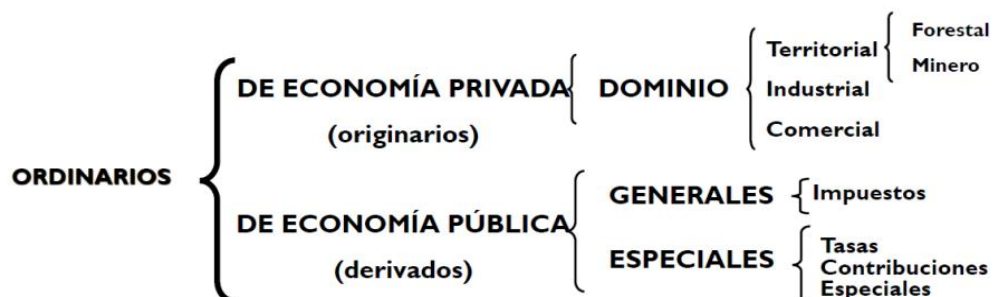 ORDINARIOS
DE ECONOMÍA PRIVADA
(originarios)
DOMINIO
Territorial
Forestal
Minero
Industrial
Comercial
DE ECONOMÍA PÚBLICA
(derivados)
GENERALES
Impuestos
ESPECIALES
Tasas
Contribuciones
Especiales